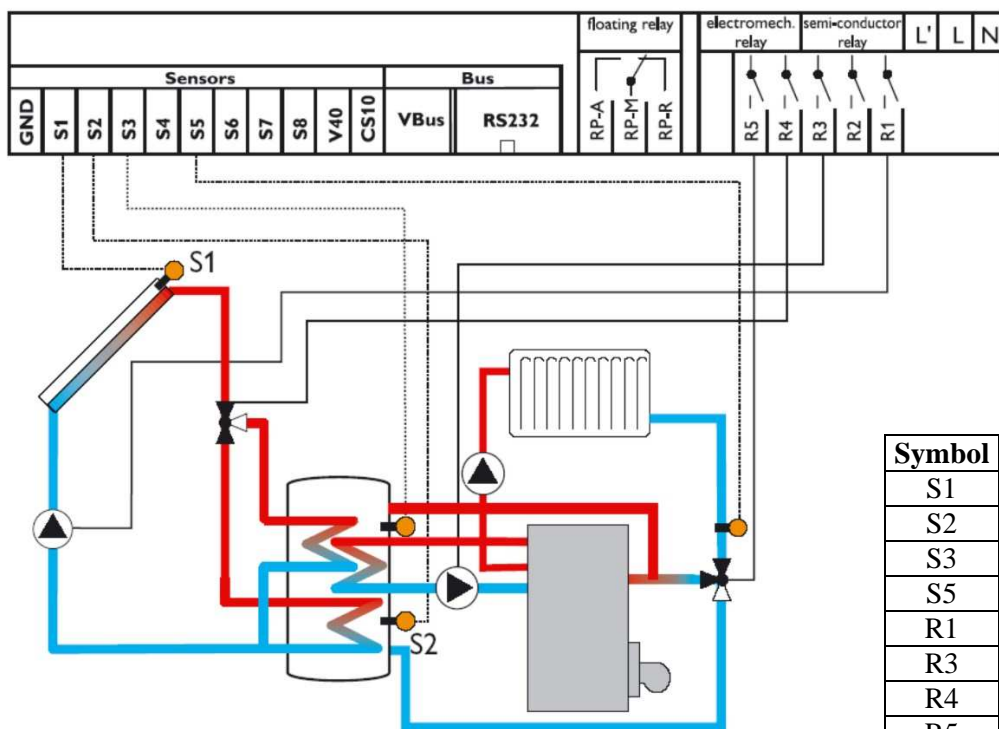 floating relay
electromech. relay
semi-conductor relay
L'
L
N
Sensors
Bus
GND
S1
S2
S3
S4
S5
S6
S7
S8
V40
CS10
VBus
RS232
RP-A
RP-M
RP-R
R5
R4
R3
R2
R1
S1
S2
Symbol
S1
S2
S3
S5
R1
R3
R4
R5